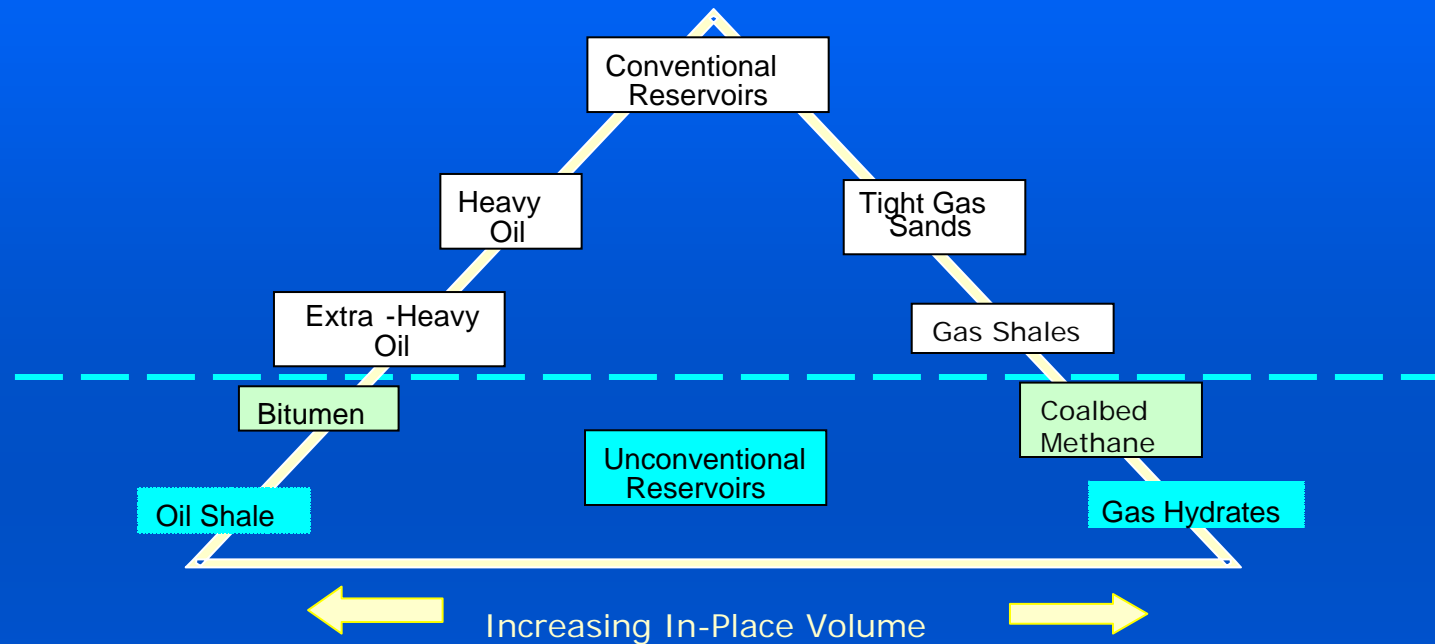 Conventional
Reservoirs
Heavy
Oil
Tight Gas
Sands
Extra -Heavy
Oil
Gas Shales
Bitumen
Coalbed
Methane
Unconventional
Reservoirs
Oil Shale
Gas Hydrates
Increasing In-Place Volume